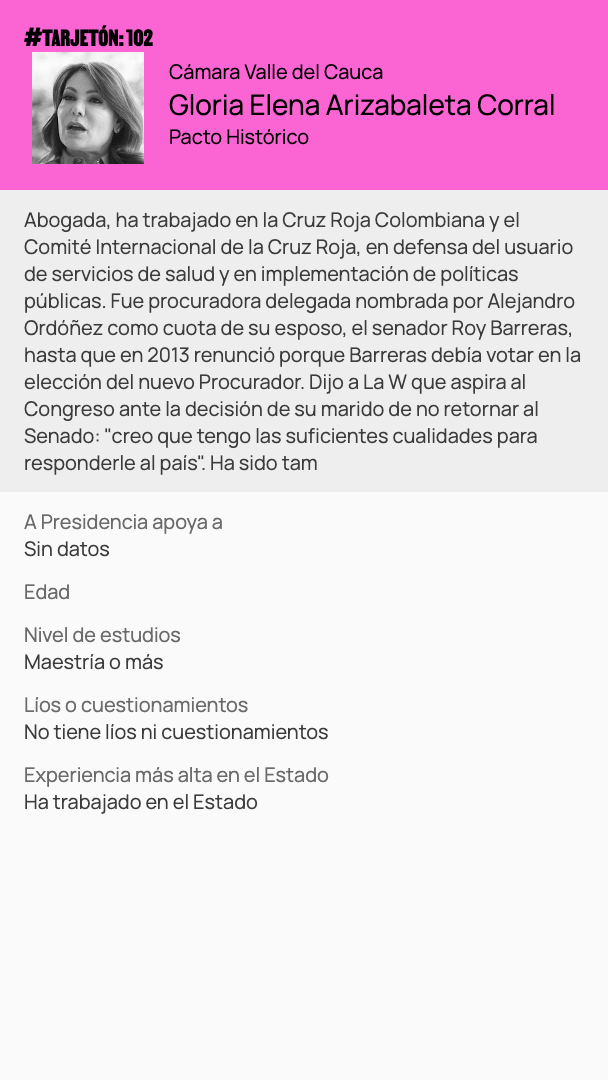 #TARJETÓN: 102
Cámara Valle del Cauca
Gloria Elena Arizabaleta Corral
Pacto Histórico
Abogada, ha trabajado en la Cruz Roja Colombiana y el
Comité Internacional de la Cruz Roja, en defensa del usuario
de servicios de salud y en implementación de políticas
públicas. Fue procuradora delegada nombrada por Alejandro
Ordóñez como cuota de su esposo, el senador Roy Barreras,
hasta que en 2013 renunció porque Barreras debía votar en la
elección del nuevo Procurador. Dijo a La W que aspira al
Congreso ante la decisión de su marido de no retornar al
Senado: "creo que tengo las suficientes cualidades para
responderle al país". Ha sido tam
A Presidencia apoya a
Sin datos
Edad
Nivel de estudios
Maestría o más
Líos o cuestionamientos
No tiene líos ni cuestionamientos
Experiencia más alta en el Estado
Ha trabajado en el Estado